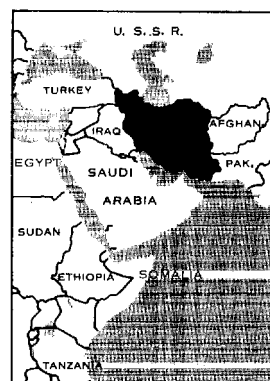 U. S. S. R.
TURKEY
IRAQ
AFGHAN.
EGYPT
SAUDI
PAK.
ARABIA
SUDAN
ETHIOPIA
SOMALIA
TANZANIA